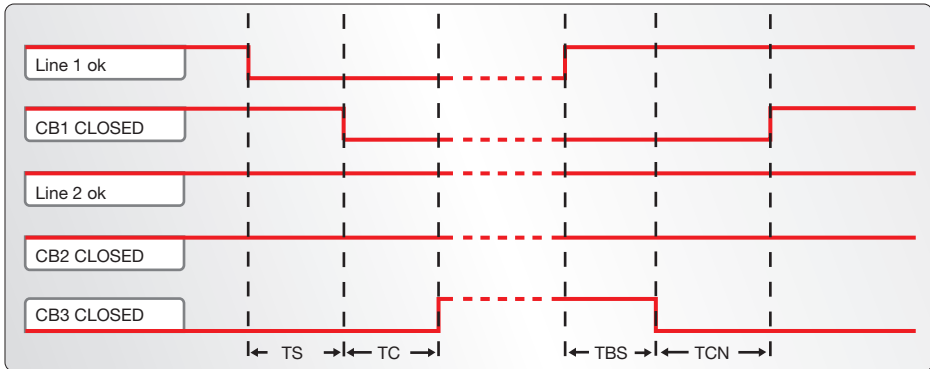 Line 1 ok
CB1 CLOSED
Line 2 ok
CB2 CLOSED
CB3 CLOSED
TS TC TBS TCN